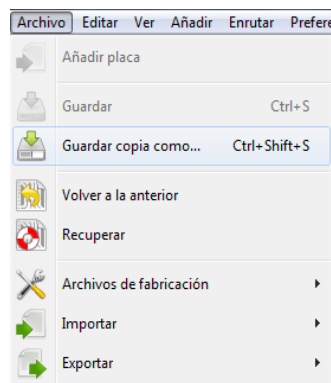 Archivo Editar Ver Añadir Enrutar Prefere
Añadir placa
Guardar Ctrl+S
Guardar copia como... Ctrl+Shift+S
Volver a la anterior
Recuperar
Archivos de fabricación
Importar
Exportar